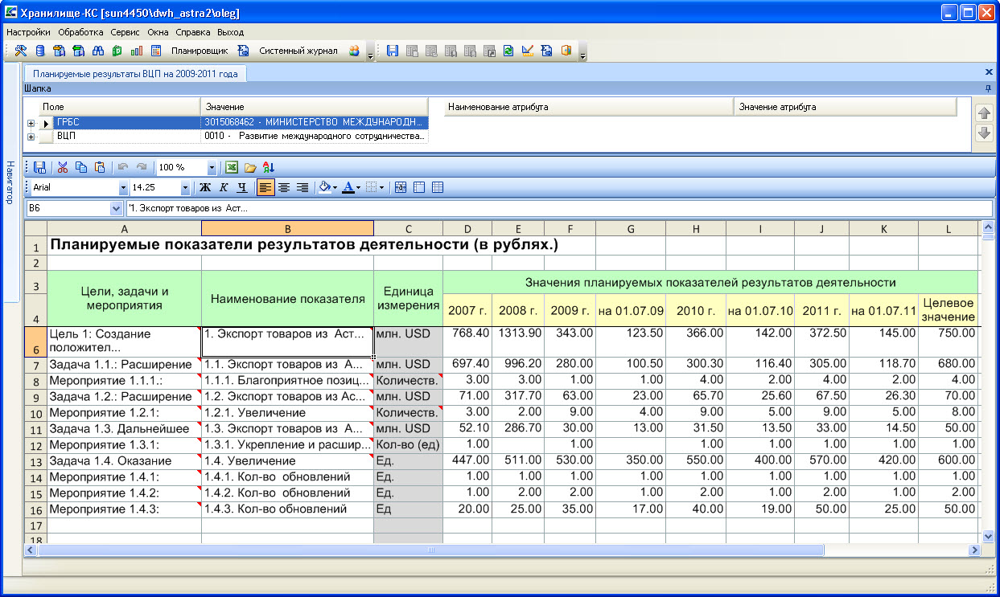 Хранилище-КС [sun4450\dwh_astra2\oleg]
Настройки Обработка Сервис Окна Справка Выход
Планировщик Системный журнал
Планируемые результаты ВЦП на 2009-2011 года
Шапка
Поле Значение Наименование атрибута Значение атрибута
ГРБС 3015068462 - МИНИСТЕРСТВО МЕЖДУНАРОДН...
ВЦП 0010 - Развитие международного сотрудничества...
Навигатор
100 %
Arial 14.25 Ж К Ч А
B6 '1. Экспорт товаров из Аст...
A B C D E F G H I J K L
1 Планируемые показатели результатов деятельности (в рублях.)
2
3 Цели, задачи и мероприятия Наименование показателя Единица измерения Значения планируемых показателей результатов деятельности
4 2007 г. 2008 г. 2009 г. на 01.07.09 2010 г. на 01.07.10 2011 г. на 01.07.11 Целевое значение
6 Цель 1: Создание положител... 1. Экспорт товаров из Аст... млн. USD 768.40 1313.90 343.00 123.50 366.00 142.00 372.50 145.00 750.00
7 Задача 1.1.: Расширение 1.1. Экспорт товаров из А... млн. USD 697.40 996.20 280.00 100.50 300.30 116.40 305.00 118.70 680.00
8 Мероприятие 1.1.1.: 1.1.1. Благоприятное позиц... Количеств. 3.00 3.00 1.00 1.00 4.00 2.00 4.00 2.00 4.00
9 Задача 1.2.: Расширение 1.2. Экспорт товаров из Ас... млн. USD 71.00 317.70 63.00 23.00 65.70 25.60 67.50 26.30 70.00
10 Мероприятие 1.2.1: 1.2.1. Увеличение Количеств. 3.00 2.00 9.00 4.00 9.00 5.00 9.00 5.00 8.00
11 Задача 1.3. Дальнейшее 1.3. Экспорт товаров из А... млн. USD 52.10 286.70 30.00 13.00 31.50 13.50 33.00 14.50 50.00
12 Мероприятие 1.3.1: 1.3.1. Укрепление и расшир... Кол-во (ед) 1.00 1.00 1.00 1.00 1.00 1.00 1.00
13 Задача 1.4. Оказание 1.4. Увеличение Ед. 447.00 511.00 530.00 350.00 550.00 400.00 570.00 420.00 600.00
14 Мероприятие 1.4.1: 1.4.1. Кол-во обновлений Ед. 1.00 1.00 1.00 1.00 1.00 1.00 1.00 1.00 1.00
15 Мероприятие 1.4.2: 1.4.2. Кол-во обновлений Ед. 1.00 2.00 2.00 1.00 2.00 1.00 2.00 1.00 2.00
16 Мероприятие 1.4.3: 1.4.3. Кол-во обновлений Ед 20.00 25.00 35.00 17.00 40.00 19.00 50.00 25.00 50.00
17
18